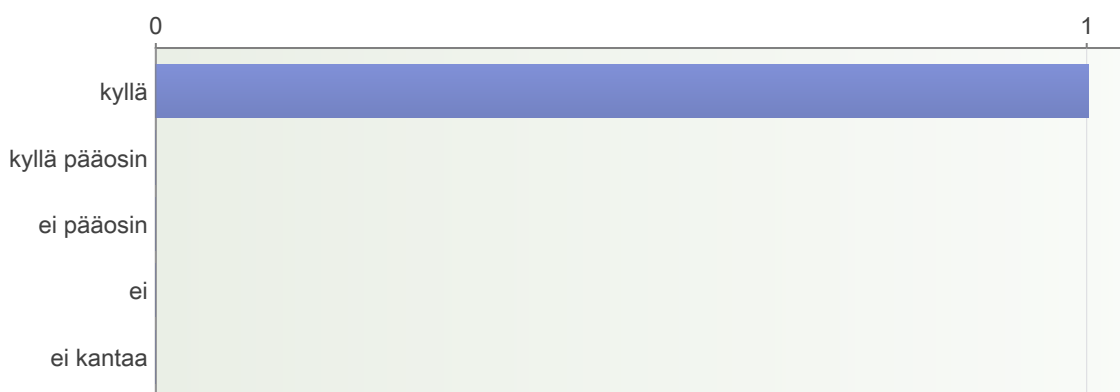 0 1
kyllä
kyllä pääosin
ei pääosin
ei
ei kantaa